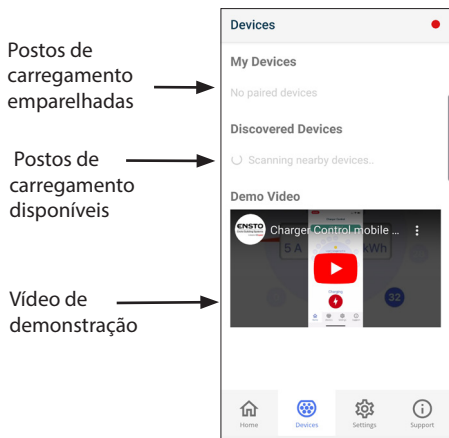 Devices
Postos de
carregamento
emparelhadas
My Devices
No paired devices
Postos de
carregamento
disponíveis
Discovered Devices
Scanning nearby devices..
Demo Video
ENSTO
Charger Control mobile ...
5 A
kWh
Charging
32
Vídeo de
demonstração
Home
Devices
Settings
Support